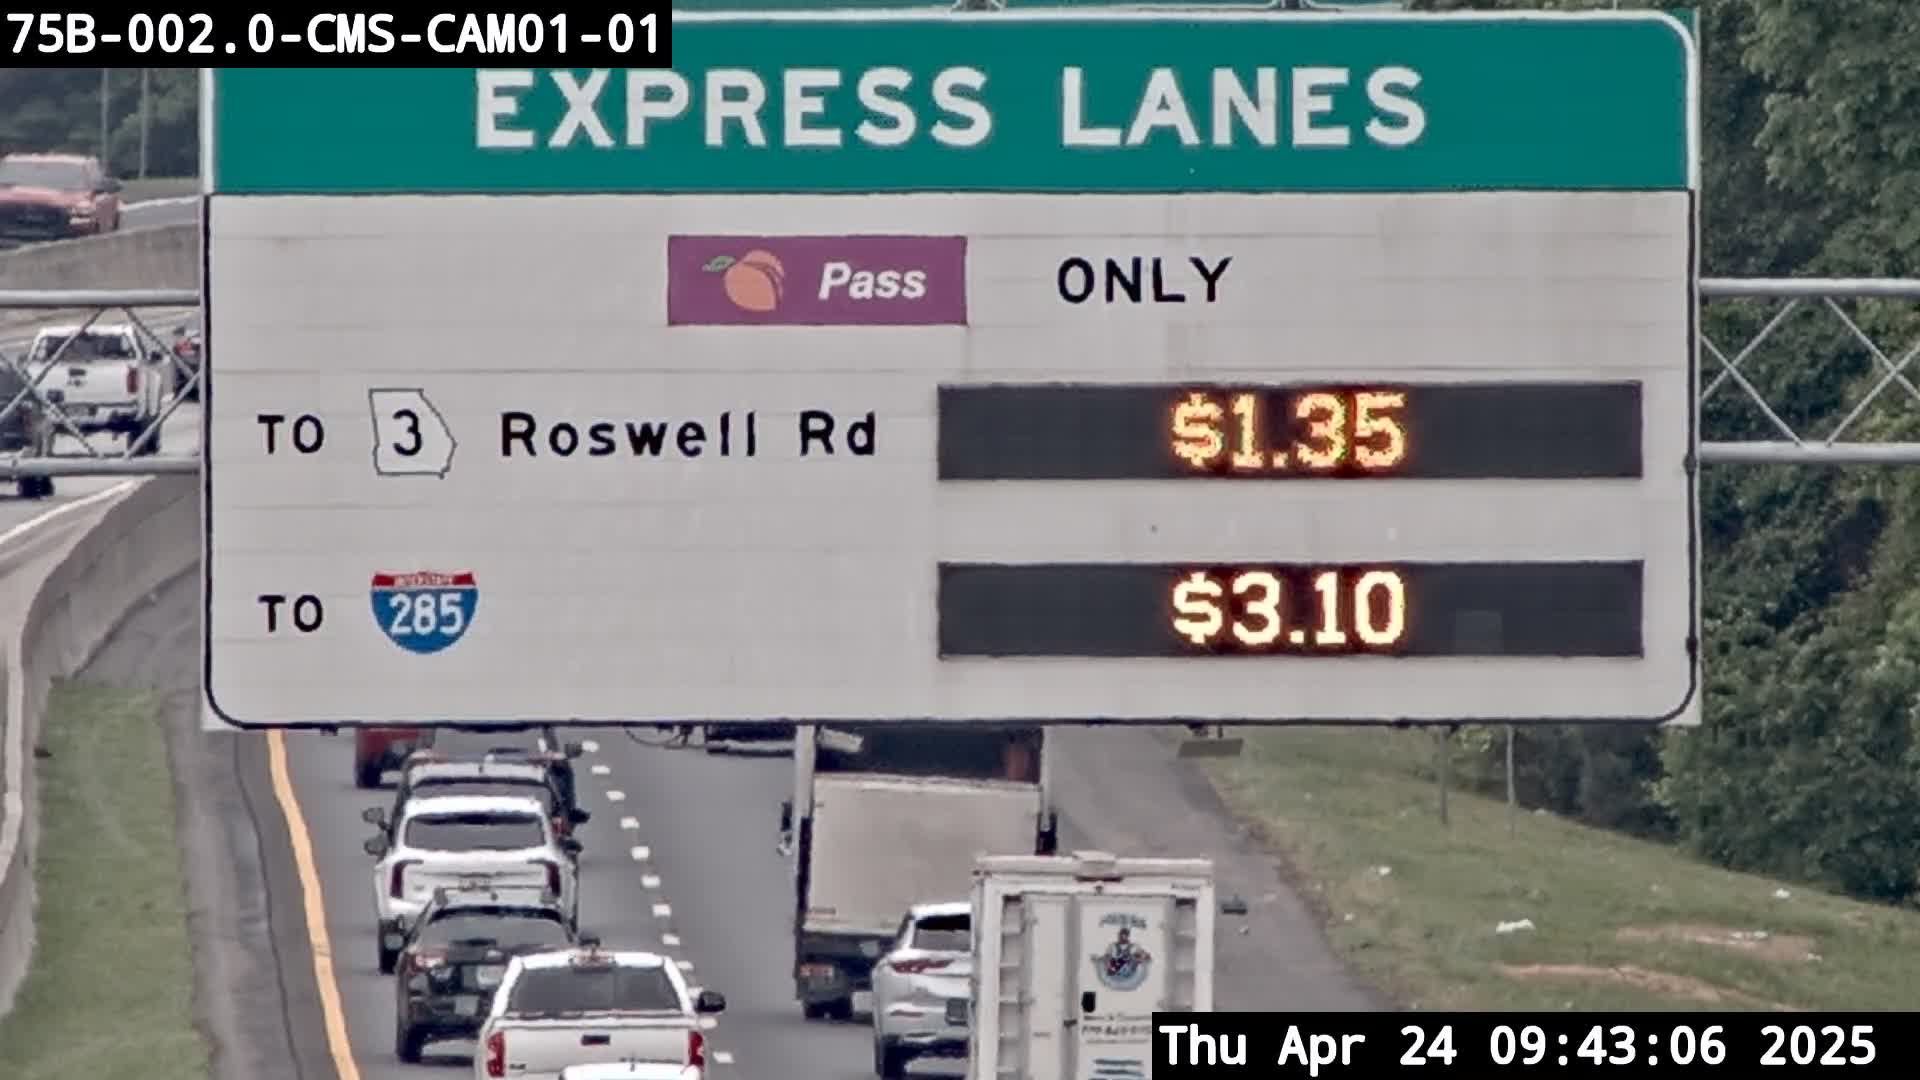 75B-002.0-CMS-CAM01-01
EXPRESS LANES
Pass ONLY
TO 3 Roswell Rd $1.35
TO INTERSTATE 285 $3.10
Thu Apr 24 09:43:06 2025